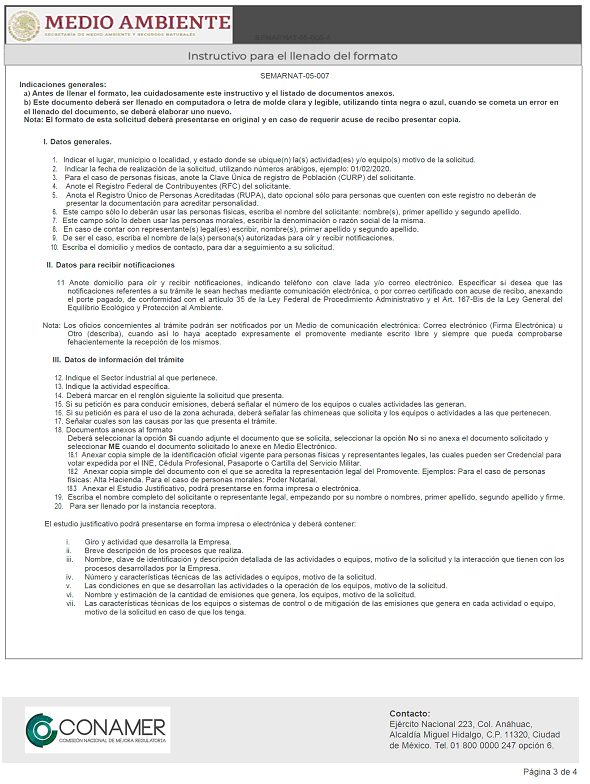 MEDIO AMBIENTE
SECRETARÍA DE MEDIO AMBIENTE Y RECURSOS NATURALES
Instructivo para el llenado del formato
SEMARNAT-05-007
Indicaciones generales:
a) Antes de llenar el formato, lea cuidadosamente este instructivo y el listado de documentos anexos.
b) Este documento deberá ser llenado en computadora o letra de molde clara y legible, utilizando tinta negra o azul, cuando se cometa un error en
el llenado del documento, se deberá elaborar uno nuevo.
Nota: El formato de esta solicitud deberá presentarse en original y en caso de requerir acuse de recibo presentar copia.
I. Datos generales.
1. Indicar el lugar, municipio o localidad, y estado donde se ubique(n) la(s) actividad(es) y/o equipo(s) motivo de la solicitud.
2. Indicar la fecha de realización de la solicitud, utilizando números arábigos, ejemplo: 01/02/2020.
3. Para el caso de personas físicas, anote la Clave Única de registro de Población (CURP) del solicitante.
4. Anote el Registro Federal de Contribuyentes (RFC) del solicitante.
5. Anota el Registro Único de Personas Acreditadas (RUPA), dato opcional sólo para personas que cuenten con este registro no deberán de
presentar la documentación para acreditar personalidad.
6. Este campo sólo lo deberán usar las personas físicas, escriba el nombre del solicitante: nombre(s), primer apellido y segundo apellido.
7. Este campo sólo lo deben usar las personas morales, escribir la denominación o razón social de la misma.
8. En caso de contar con representante(s) legal(es) escribir, nombre(s), primer apellido y segundo apellido.
9. De ser el caso, escriba el nombre de la(s) persona(s) autorizadas para oír y recibir notificaciones.
10. Escriba el domicilio y medios de contacto, para dar a seguimiento a su solicitud.
II. Datos para recibir notificaciones
11 Anote domicilio para oír y recibir notificaciones, indicando teléfono con clave lada y/o correo electrónico. Especificar si desea que las
notificaciones referentes a su trámite le sean hechas mediante comunicación electrónica, o por correo certificado con acuse de recibo, anexando
el porte pagado, de conformidad con el artículo 35 de la Ley Federal de Procedimiento Administrativo y el Art. 167-Bis de la Ley General del
Equilibrio Ecológico y Protección al Ambiente.
Nota: Los oficios concernientes al trámite podrán ser notificados por un Medio de comunicación electrónica: Correo electrónico (Firma Electrónica) u
Otro (describa), cuando así lo haya aceptado expresamente el promovente mediante escrito libre y siempre que pueda comprobarse
fehacientemente la recepción de los mismos.
III. Datos de información del trámite
12. Indique el Sector industrial al que pertenece.
13. Indique la actividad específica.
14. Deberá marcar en el renglón siguiente la solicitud que presenta.
15. Si su petición es para conducir emisiones, deberá señalar el número de los equipos o cuales actividades las generan.
16. Si su petición es para el uso de la zona achurada, deberá señalar las chimeneas que solicita y los equipos o actividades a las que pertenecen.
17. Señalar cuales son las causas por las que presenta el trámite.
18. Documentos anexos al formato
Deberá seleccionar la opción Sí cuando adjunte el documento que se solicita, seleccionar la opción No si no anexa el documento solicitado y
seleccionar ME cuando el documento solicitado lo anexe en Medio Electrónico.
18.1 Anexar copia simple de la identificación oficial vigente para personas físicas y representantes legales, las cuales pueden ser Credencial para
votar expedida por el INE, Cédula Profesional, Pasaporte o Cartilla del Servicio Militar.
18.2 Anexar copia simple del documento con el que se acredita la representación legal del Promovente. Ejemplos: Para el caso de personas
físicas: Alta Hacienda. Para el caso de personas morales: Poder Notarial.
18.3 Anexar el Estudio Justificativo, podrá presentarse en forma impresa o electrónica.
19. Escriba el nombre completo del solicitante o representante legal, empezando por su nombre o nombres, primer apellido, segundo apellido y firme.
20. Para ser llenado por la instancia receptora.
El estudio justificativo podrá presentarse en forma impresa o electrónica y deberá contener:
i. Giro y actividad que desarrolla la Empresa.
ii. Breve descripción de los procesos que realiza.
iii. Nombre, clave de identificación y descripción detallada de las actividades o equipos, motivo de la solicitud y la interacción que tienen con los
procesos desarrollados por la Empresa.
iv. Número y características técnicas de las actividades o equipos, motivo de la solicitud.
v. Las condiciones en que se desarrollan las actividades o la operación de los equipos, motivo de la solicitud.
vi. Nombre y estimación de la cantidad de emisiones que genera, los equipos, motivo de la solicitud.
vii. Las características técnicas de los equipos o sistemas de control o de mitigación de las emisiones que genera en cada actividad o equipo,
motivo de la solicitud en caso de que los tenga.
CONAMER
COMISIÓN NACIONAL DE MEJORA REGULATORIA
Contacto:
Ejército Nacional 223, Col. Anáhuac,
Alcaldía Miguel Hidalgo, C.P. 11320, Ciudad
de México. Tel. 01 800 0000 247 opción 6.
Página 3 de 4